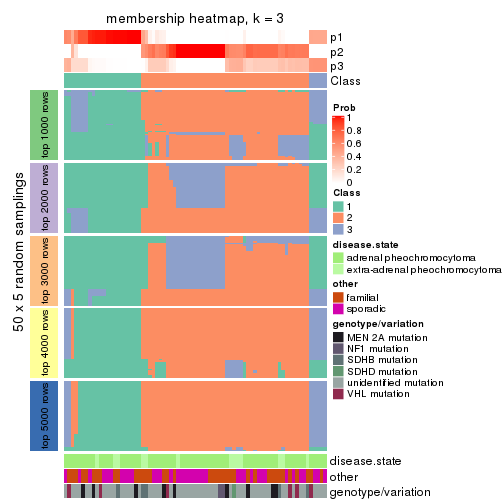 membership heatmap, k = 3
p1
p2
p3
Class
50 x 5 random samplings
top 1000 rows
top 2000 rows
top 3000 rows
top 4000 rows
top 5000 rows
Prob
1
0.8
0.6
0.4
0.2
0
Class
1
2
3
disease.state
adrenal pheochromocytoma
extra-adrenal pheochromocytoma
other
familial
sporadic
genotype/variation
MEN 2A mutation
NF1 mutation
SDHB mutation
SDHD mutation
unidentified mutation
VHL mutation
disease.state
other
genotype/variation